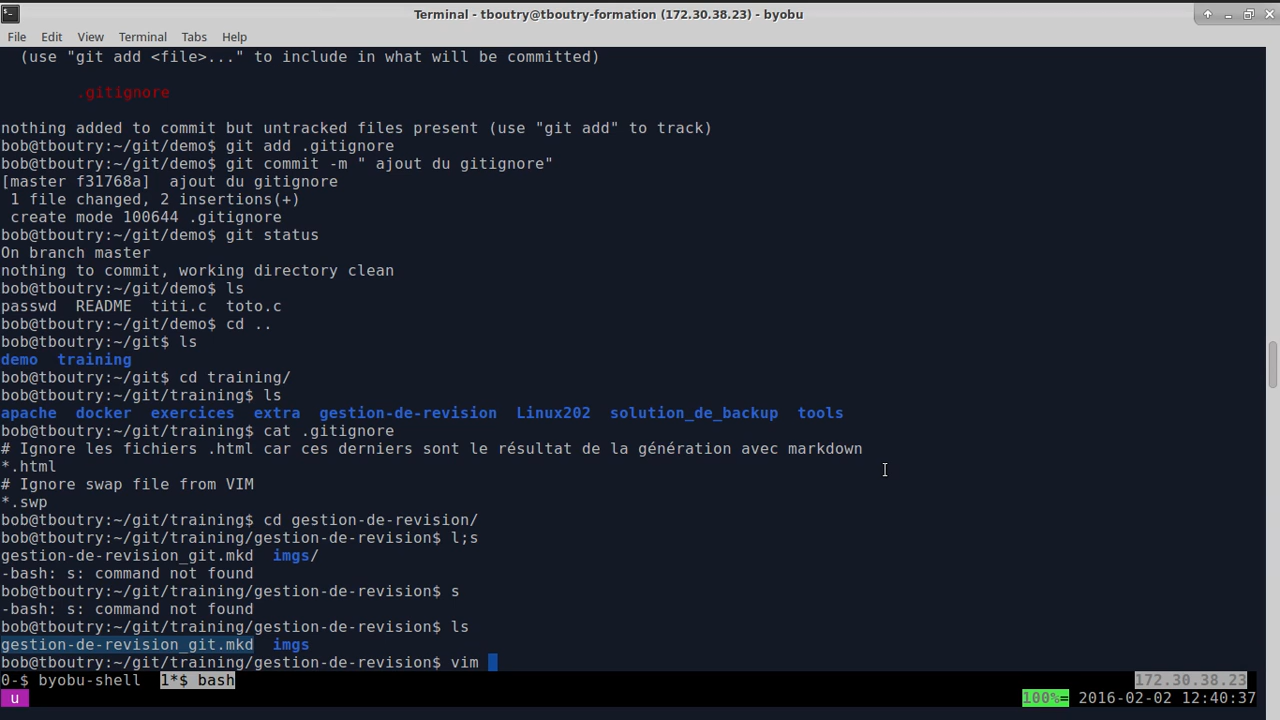 Terminal - tboutry@tboutry-formation (172.30.38.23) - byobu
File Edit View Terminal Tabs Help
(use "git add <file>..." to include in what will be committed)
.gitignore
nothing added to commit but untracked files present (use "git add" to track)
bob@tboutry:~/git/demo$ git add .gitignore
bob@tboutry:~/git/demo$ git commit -m " ajout du gitignore"
[master f31768a]  ajout du gitignore
1 file changed, 2 insertions(+)
create mode 100644 .gitignore
bob@tboutry:~/git/demo$ git status
On branch master
nothing to commit, working directory clean
bob@tboutry:~/git/demo$ ls
passwd  README  titi.c  toto.c
bob@tboutry:~/git/demo$ cd ..
bob@tboutry:~/git$ ls
demo  training
bob@tboutry:~/git$ cd training/
bob@tboutry:~/git/training$ ls
apache  docker  exercices  extra  gestion-de-revision  Linux202  solution_de_backup  tools
bob@tboutry:~/git/training$ cat .gitignore
# Ignore les fichiers .html car ces derniers sont le résultat de la génération avec markdown
*.html
# Ignore swap file from VIM
*.swp
bob@tboutry:~/git/training$ cd gestion-de-revision/
bob@tboutry:~/git/training/gestion-de-revision$ l;s
gestion-de-revision_git.mkd  imgs/
-bash: s: command not found
bob@tboutry:~/git/training/gestion-de-revision$ s
-bash: s: command not found
bob@tboutry:~/git/training/gestion-de-revision$ ls
gestion-de-revision_git.mkd  imgs
bob@tboutry:~/git/training/gestion-de-revision$ vim
0-$ byobu-shell  1*$ bash 172.30.38.23
u 100%= 2016-02-02 12:40:37